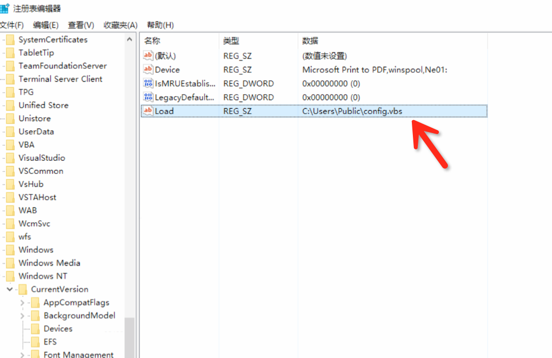 注册表编辑器
文件(F) 编辑(E) 查看(V) 收藏夹(A) 帮助(H)
SystemCertificates
TabletTip
TeamFoundationServer
Terminal Server Client
TPG
Unified Store
Unistore
UserData
VBA
VisualStudio
VSCommon
VsHub
VSTAHost
WAB
WcmSvc
wfs
Windows
Windows Media
Windows NT
CurrentVersion
AppCompatFlags
BackgroundModel
Devices
EFS
Font Management
名称 类型 数据
(默认) REG_SZ (数值未设置)
Device REG_SZ Microsoft Print to PDF,winspool,Ne01:
IsMRUEstablis... REG_DWORD 0x00000000 (0)
LegacyDefault... REG_DWORD 0x00000000 (0)
Load REG_SZ C:\Users\Public\config.vbs